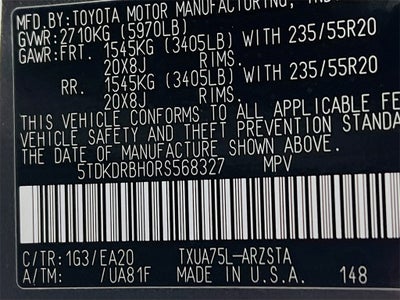 MFD.BY:TOYOTA MOTOR MANUFACTURING,
GVWR:2710KG (5970LB)
GAWR:FRT. 1545KG (3405LB) WITH 235/55R20
20X8J RIMS.
RR. 1545KG (3405LB) WITH 235/55R20
20X8J RIMS.
THIS VEHICLE CONFORMS TO ALL APPLICABLE FE
VEHICLE SAFETY AND THEFT PREVENTION STANDA
THE DATE OF MANUFACTURE SHOWN ABOVE.
5TDKDRBH0RS568327 MPV
C/TR:1G3/EA20 TXUA75L-ARZSTA
A/TM: /UA81F MADE IN U.S.A. 148